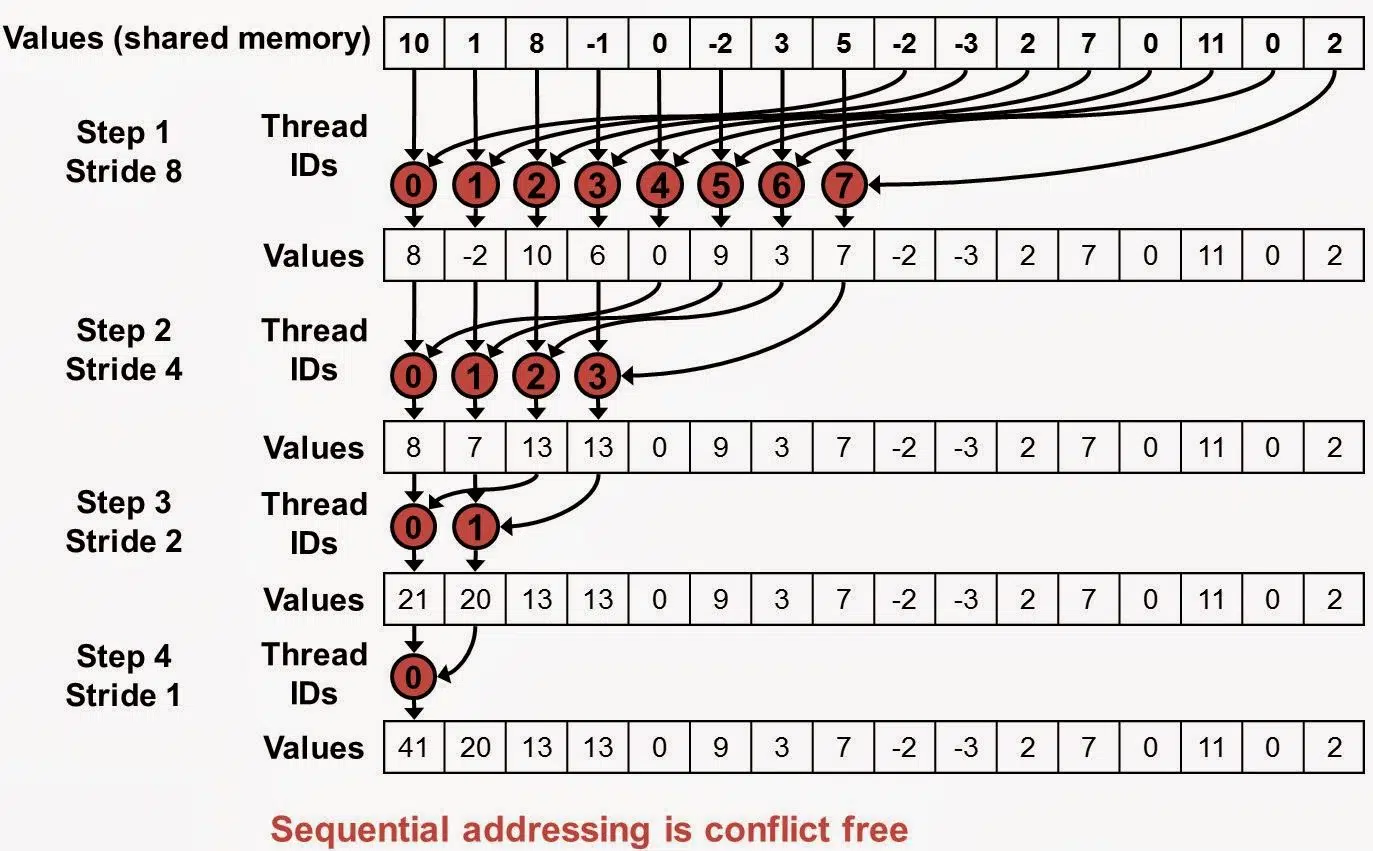 Values (shared memory) 10 1 8 -1 0 -2 3 5 -2 -3 2 7 0 11 0 2
Step 1 Thread
Stride 8 IDs 0 1 2 3 4 5 6 7
Values 8 -2 10 6 0 9 3 7 -2 -3 2 7 0 11 0 2
Step 2 Thread
Stride 4 IDs 0 1 2 3
Values 8 7 13 13 0 9 3 7 -2 -3 2 7 0 11 0 2
Step 3 Thread
Stride 2 IDs 0 1
Values 21 20 13 13 0 9 3 7 -2 -3 2 7 0 11 0 2
Step 4 Thread
Stride 1 IDs 0
Values 41 20 13 13 0 9 3 7 -2 -3 2 7 0 11 0 2
Sequential addressing is conflict free